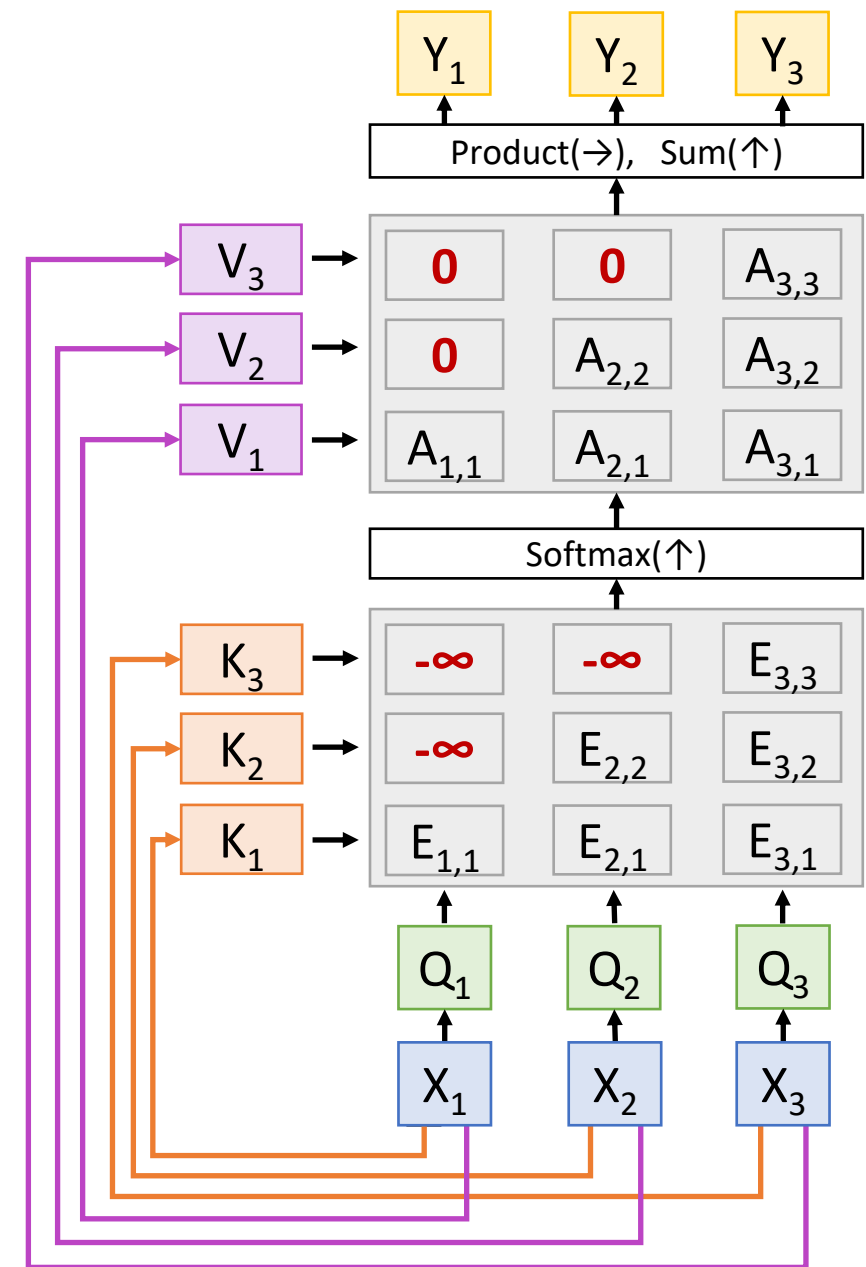 Y1 Y2 Y3
Product(→), Sum(↑)
V3 0 0 A3,3
V2 0 A2,2 A3,2
V1 A1,1 A2,1 A3,1
Softmax(↑)
K3 -∞ -∞ E3,3
K2 -∞ E2,2 E3,2
K1 E1,1 E2,1 E3,1
Q1 Q2 Q3
X1 X2 X3